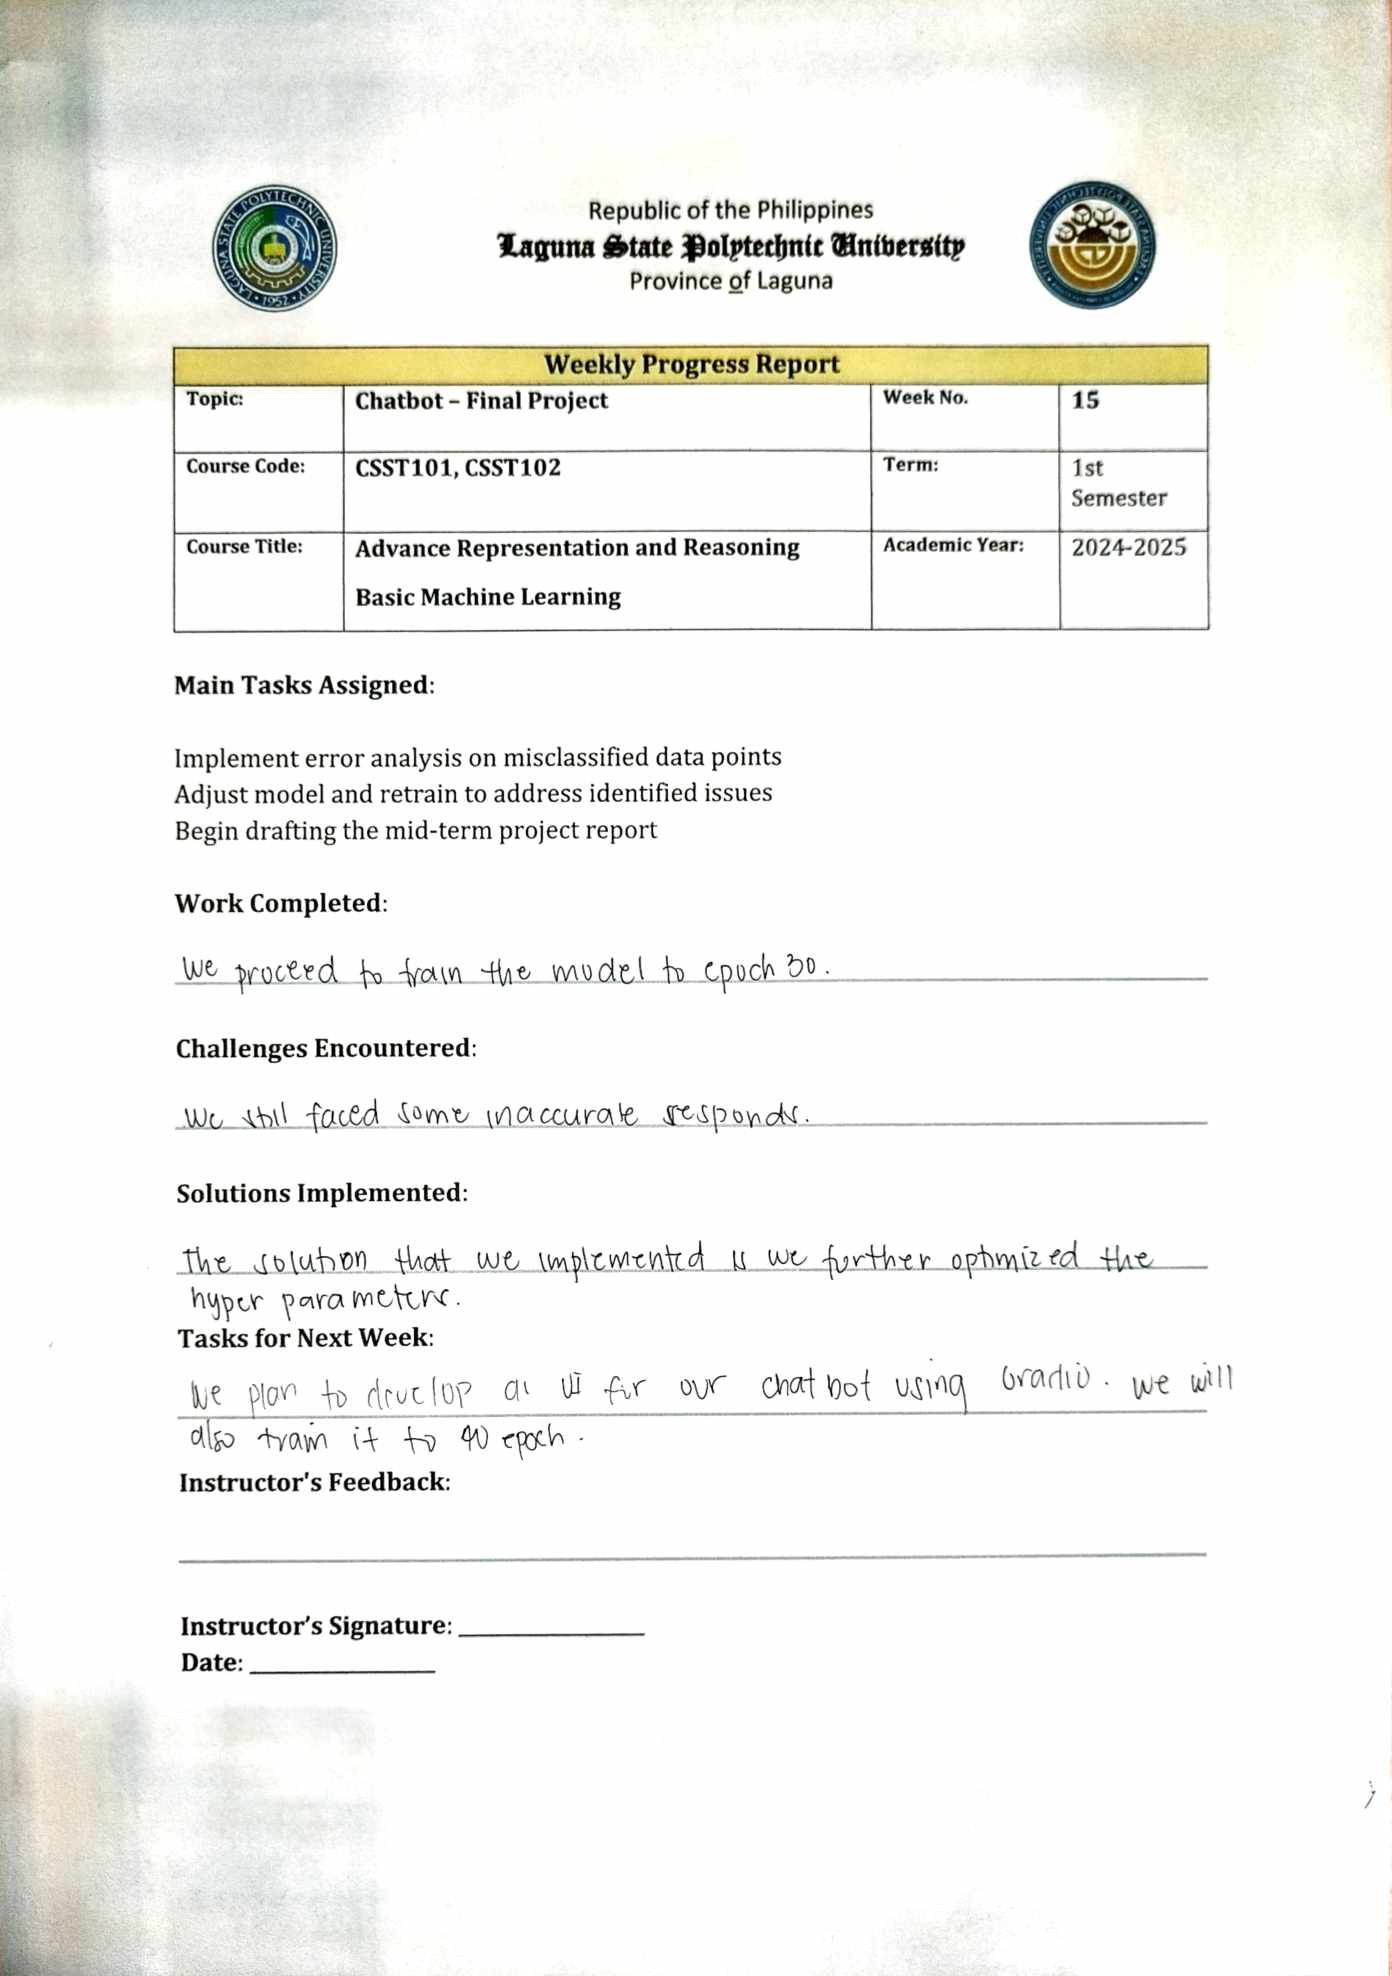 LAGUNA STATE POLYTECHNIC UNIVERSITY
1952
Republic of the Philippines
Laguna State Polytechnic University
Province of Laguna
Weekly Progress Report
Topic: Chatbot – Final Project Week No. 15
Course Code: CSST101, CSST102 Term: 1st
Semester
Course Title: Advance Representation and Reasoning Academic Year: 2024-2025
Basic Machine Learning
Main Tasks Assigned:
Implement error analysis on misclassified data points
Adjust model and retrain to address identified issues
Begin drafting the mid-term project report
Work Completed:
We proceed to train the model to epoch 30.
Challenges Encountered:
We still faced some inaccurate responds.
Solutions Implemented:
The solution that we implemented is we further optimized the
hyper parameters.
Tasks for Next Week:
We plan to develop a UI for our chatbot using Gradio. we will
also train it to 40 epoch.
Instructor's Feedback:
Instructor's Signature:
Date: